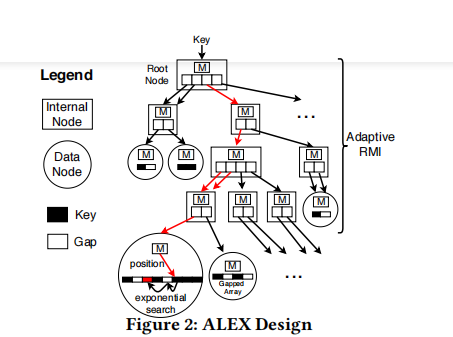 Key
Legend
Root
Node
M
Internal
Node
M
M
...
Data
Node
M
M
M
M
Adaptive
RMI
Key
M
M
M
M
Gap
M
position
M
Gapped
Array
...
exponential
search
Figure 2: ALEX Design